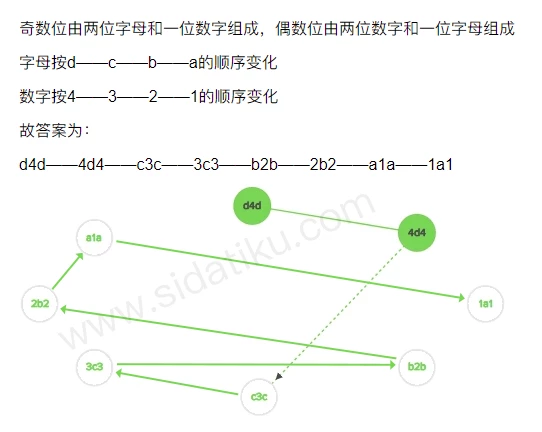 奇数位由两位字母和一位数字组成，偶数位由两位数字和一位字母组成
字母按d——c——b——a的顺序变化
数字按4——3——2——1的顺序变化
故答案为：
d4d——4d4——c3c——3c3——b2b——2b2——a1a——1a1
d4d
4d4
a1a
2b2
1a1
3c3
b2b
c3c
www.sidatiku.com